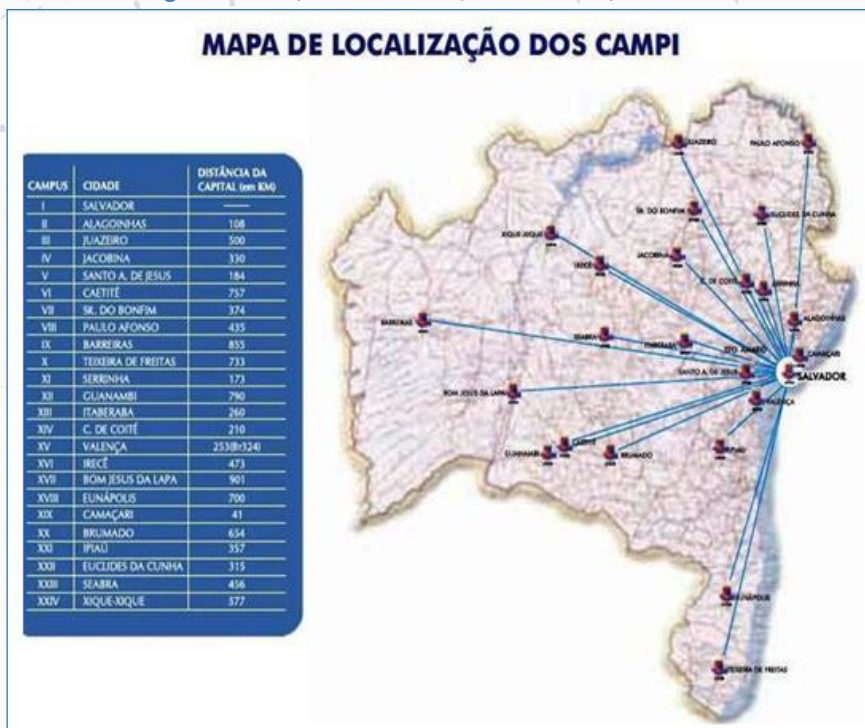 MAPA DE LOCALIZAÇÃO DOS CAMPI
CAMPUS CIDADE DISTÂNCIA DA CAPITAL (em KM)
I SALVADOR ——
II ALAGOINHAS 108
III JUAZEIRO 500
IV JACOBINA 330
V SANTO A. DE JESUS 184
VI CAETITÉ 757
VII SR. DO BONFIM 374
VIII PAULO AFONSO 435
IX BARREIRAS 855
X TEIXEIRA DE FREITAS 733
XI SERRINHA 173
XII GUANAMBI 790
XIII ITABERABA 260
XIV C. DE COITÉ 210
XV VALENÇA 253(Br324)
XVI IRECÊ 473
XVII BOM JESUS DA LAPA 901
XVIII EUNÁPOLIS 700
XIX CAMAÇARI 41
XX BRUMADO 654
XXI IPIAÚ 357
XXII EUCLIDES DA CUNHA 315
XXIII SEABRA 456
XXIV XIQUE-XIQUE 577
JUAZEIRO
PAULO AFONSO
SR. DO BONFIM
EUCLIDES DA CUNHA
XIQUE-XIQUE
JACOBINA
IRECÊ
C. DE COITÉ
SERRINHA
BARREIRAS
ALAGOINHAS
SEABRA
ITABERABA
STO. AMARO
CAMAÇARI
SANTO A. DE JESUS
SALVADOR
BOM JESUS DA LAPA
VALENÇA
CAETITÉ
GUANAMBI
BRUMADO
IPIAÚ
EUNÁPOLIS
TEIXEIRA DE FREITAS